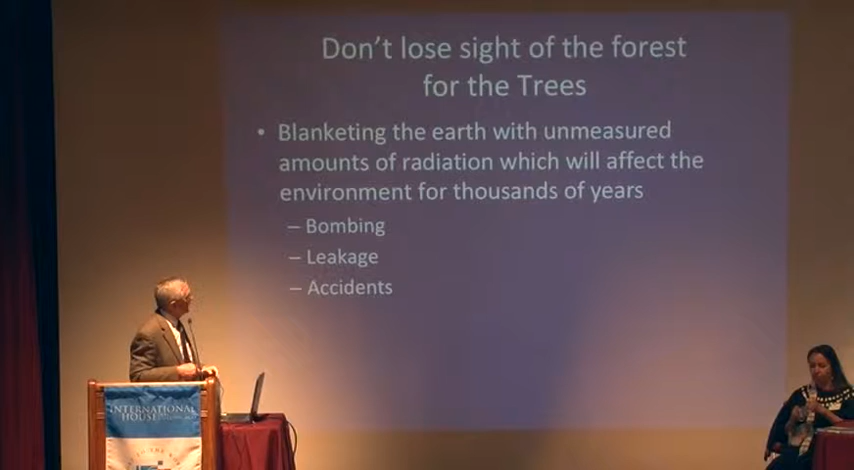 Don't lose sight of the forest
for the Trees
• Blanketing the earth with unmeasured
amounts of radiation which will affect the
environment for thousands of years
– Bombing
– Leakage
– Accidents
INTERNATIONAL
HOUSE